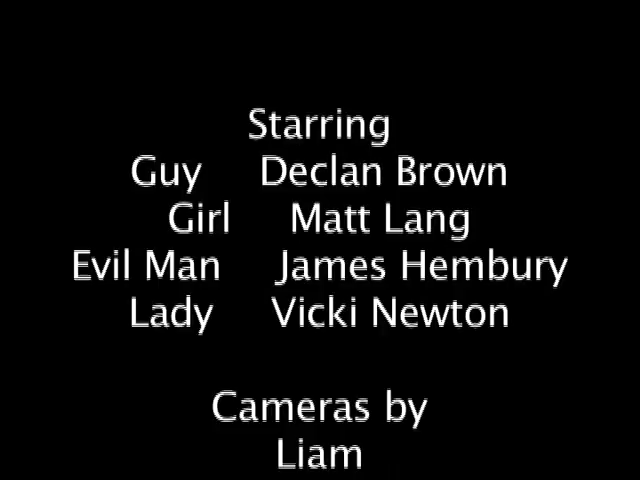 Starring
Guy Declan Brown
Girl Matt Lang
Evil Man James Hembury
Lady Vicki Newton
Cameras by
Liam